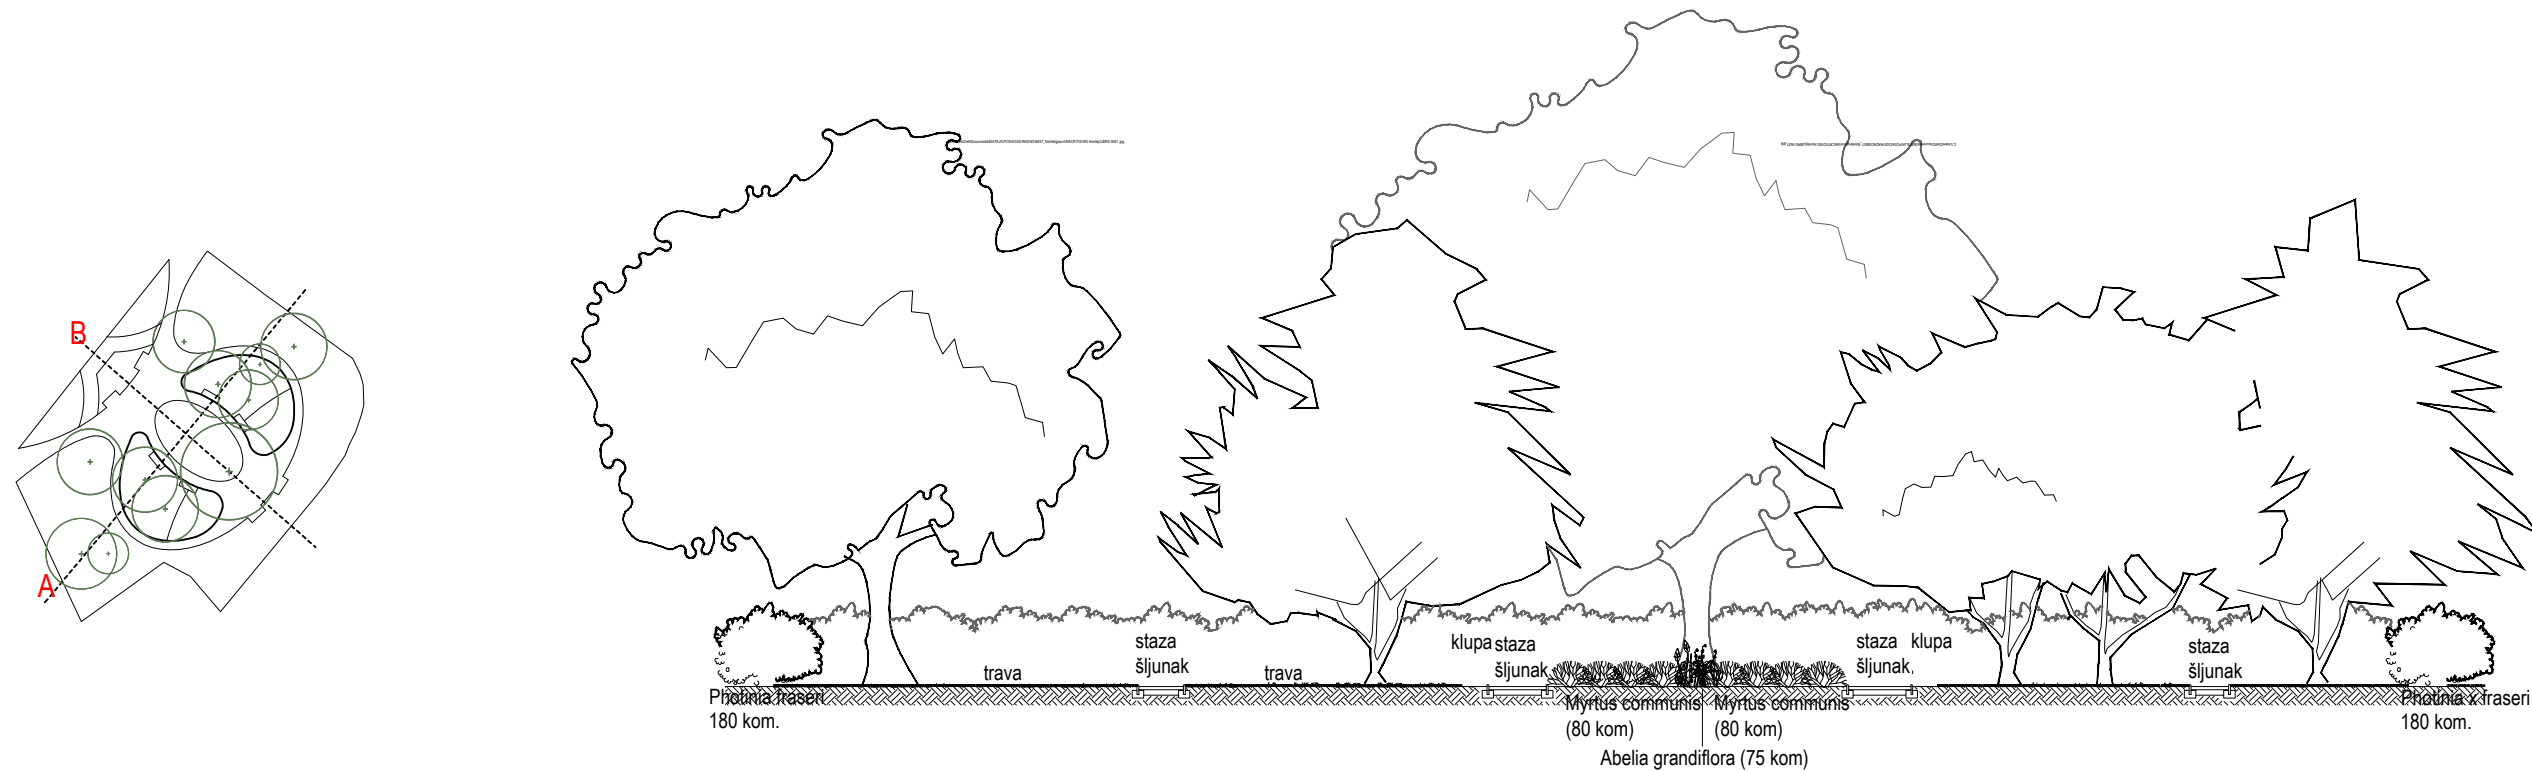 B
A
staza
šljunak
trava
trava
klupa
staza
šljunak
staza
šljunak
klupa
staza
šljunak
Photinia fraseri
180 kom.
Myrtus communis
(80 kom)
Myrtus communis
(80 kom)
Abelia grandiflora (75 kom)
Photinia x fraseri
180 kom.